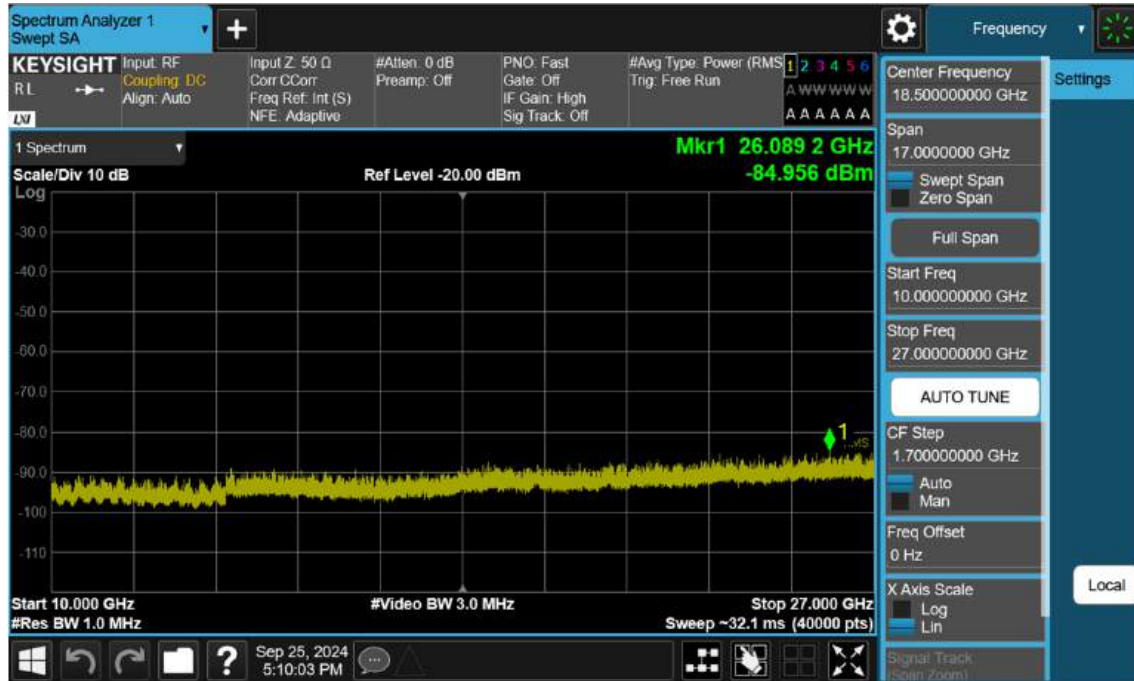 Spectrum Analyzer 1
Swept SA
Frequency
KEYSIGHT
RL
LXI
Input: RF
Coupling: DC
Align: Auto
Input Z: 50 Ω
Corr CCorr
Freq Ref: Int (S)
NFE: Adaptive
#Atten: 0 dB
Preamp: Off
PNO: Fast
Gate: Off
IF Gain: High
Sig Track: Off
#Avg Type: Power (RMS
Trig: Free Run
1 2 3 4 5 6
A W W W W W
A A A A A A
1 Spectrum
Scale/Div 10 dB
Ref Level -20.00 dBm
Mkr1 26.089 2 GHz
-84.956 dBm
Log
-30.0
-40.0
-50.0
-60.0
-70.0
-80.0
-90.0
-100
-110
1
Start 10.000 GHz
#Video BW 3.0 MHz
Stop 27.000 GHz
#Res BW 1.0 MHz
Sweep ~32.1 ms (40000 pts)
Sep 25, 2024
5:10:03 PM
Center Frequency
18.500000000 GHz
Settings
Span
17.0000000 GHz
Swept Span
Zero Span
Full Span
Start Freq
10.000000000 GHz
Stop Freq
27.000000000 GHz
AUTO TUNE
CF Step
1.700000000 GHz
Auto
Man
Freq Offset
0 Hz
X Axis Scale
Log
Lin
Local
Signal Track
(Span Zoom)